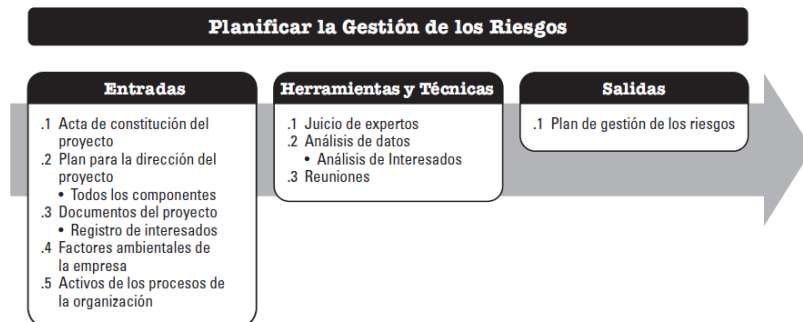 Planificar la Gestión de los Riesgos
Entradas
.1 Acta de constitución del
proyecto
.2 Plan para la dirección del
proyecto
• Todos los componentes
.3 Documentos del proyecto
• Registro de interesados
.4 Factores ambientales de
la empresa
.5 Activos de los procesos de
la organización
Herramientas y Técnicas
.1 Juicio de expertos
.2 Análisis de datos
• Análisis de Interesados
.3 Reuniones
Salidas
.1 Plan de gestión de los riesgos